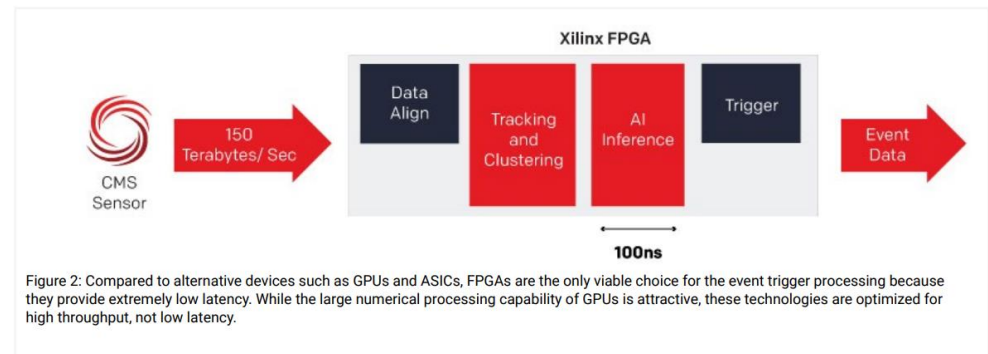 Xilinx FPGA
CMS
Sensor
150
Terabytes/ Sec
Data
Align
Tracking
and
Clustering
AI
Inference
Trigger
Event
Data
100ns
Figure 2: Compared to alternative devices such as GPUs and ASICs, FPGAs are the only viable choice for the event trigger processing because
they provide extremely low latency. While the large numerical processing capability of GPUs is attractive, these technologies are optimized for
high throughput, not low latency.